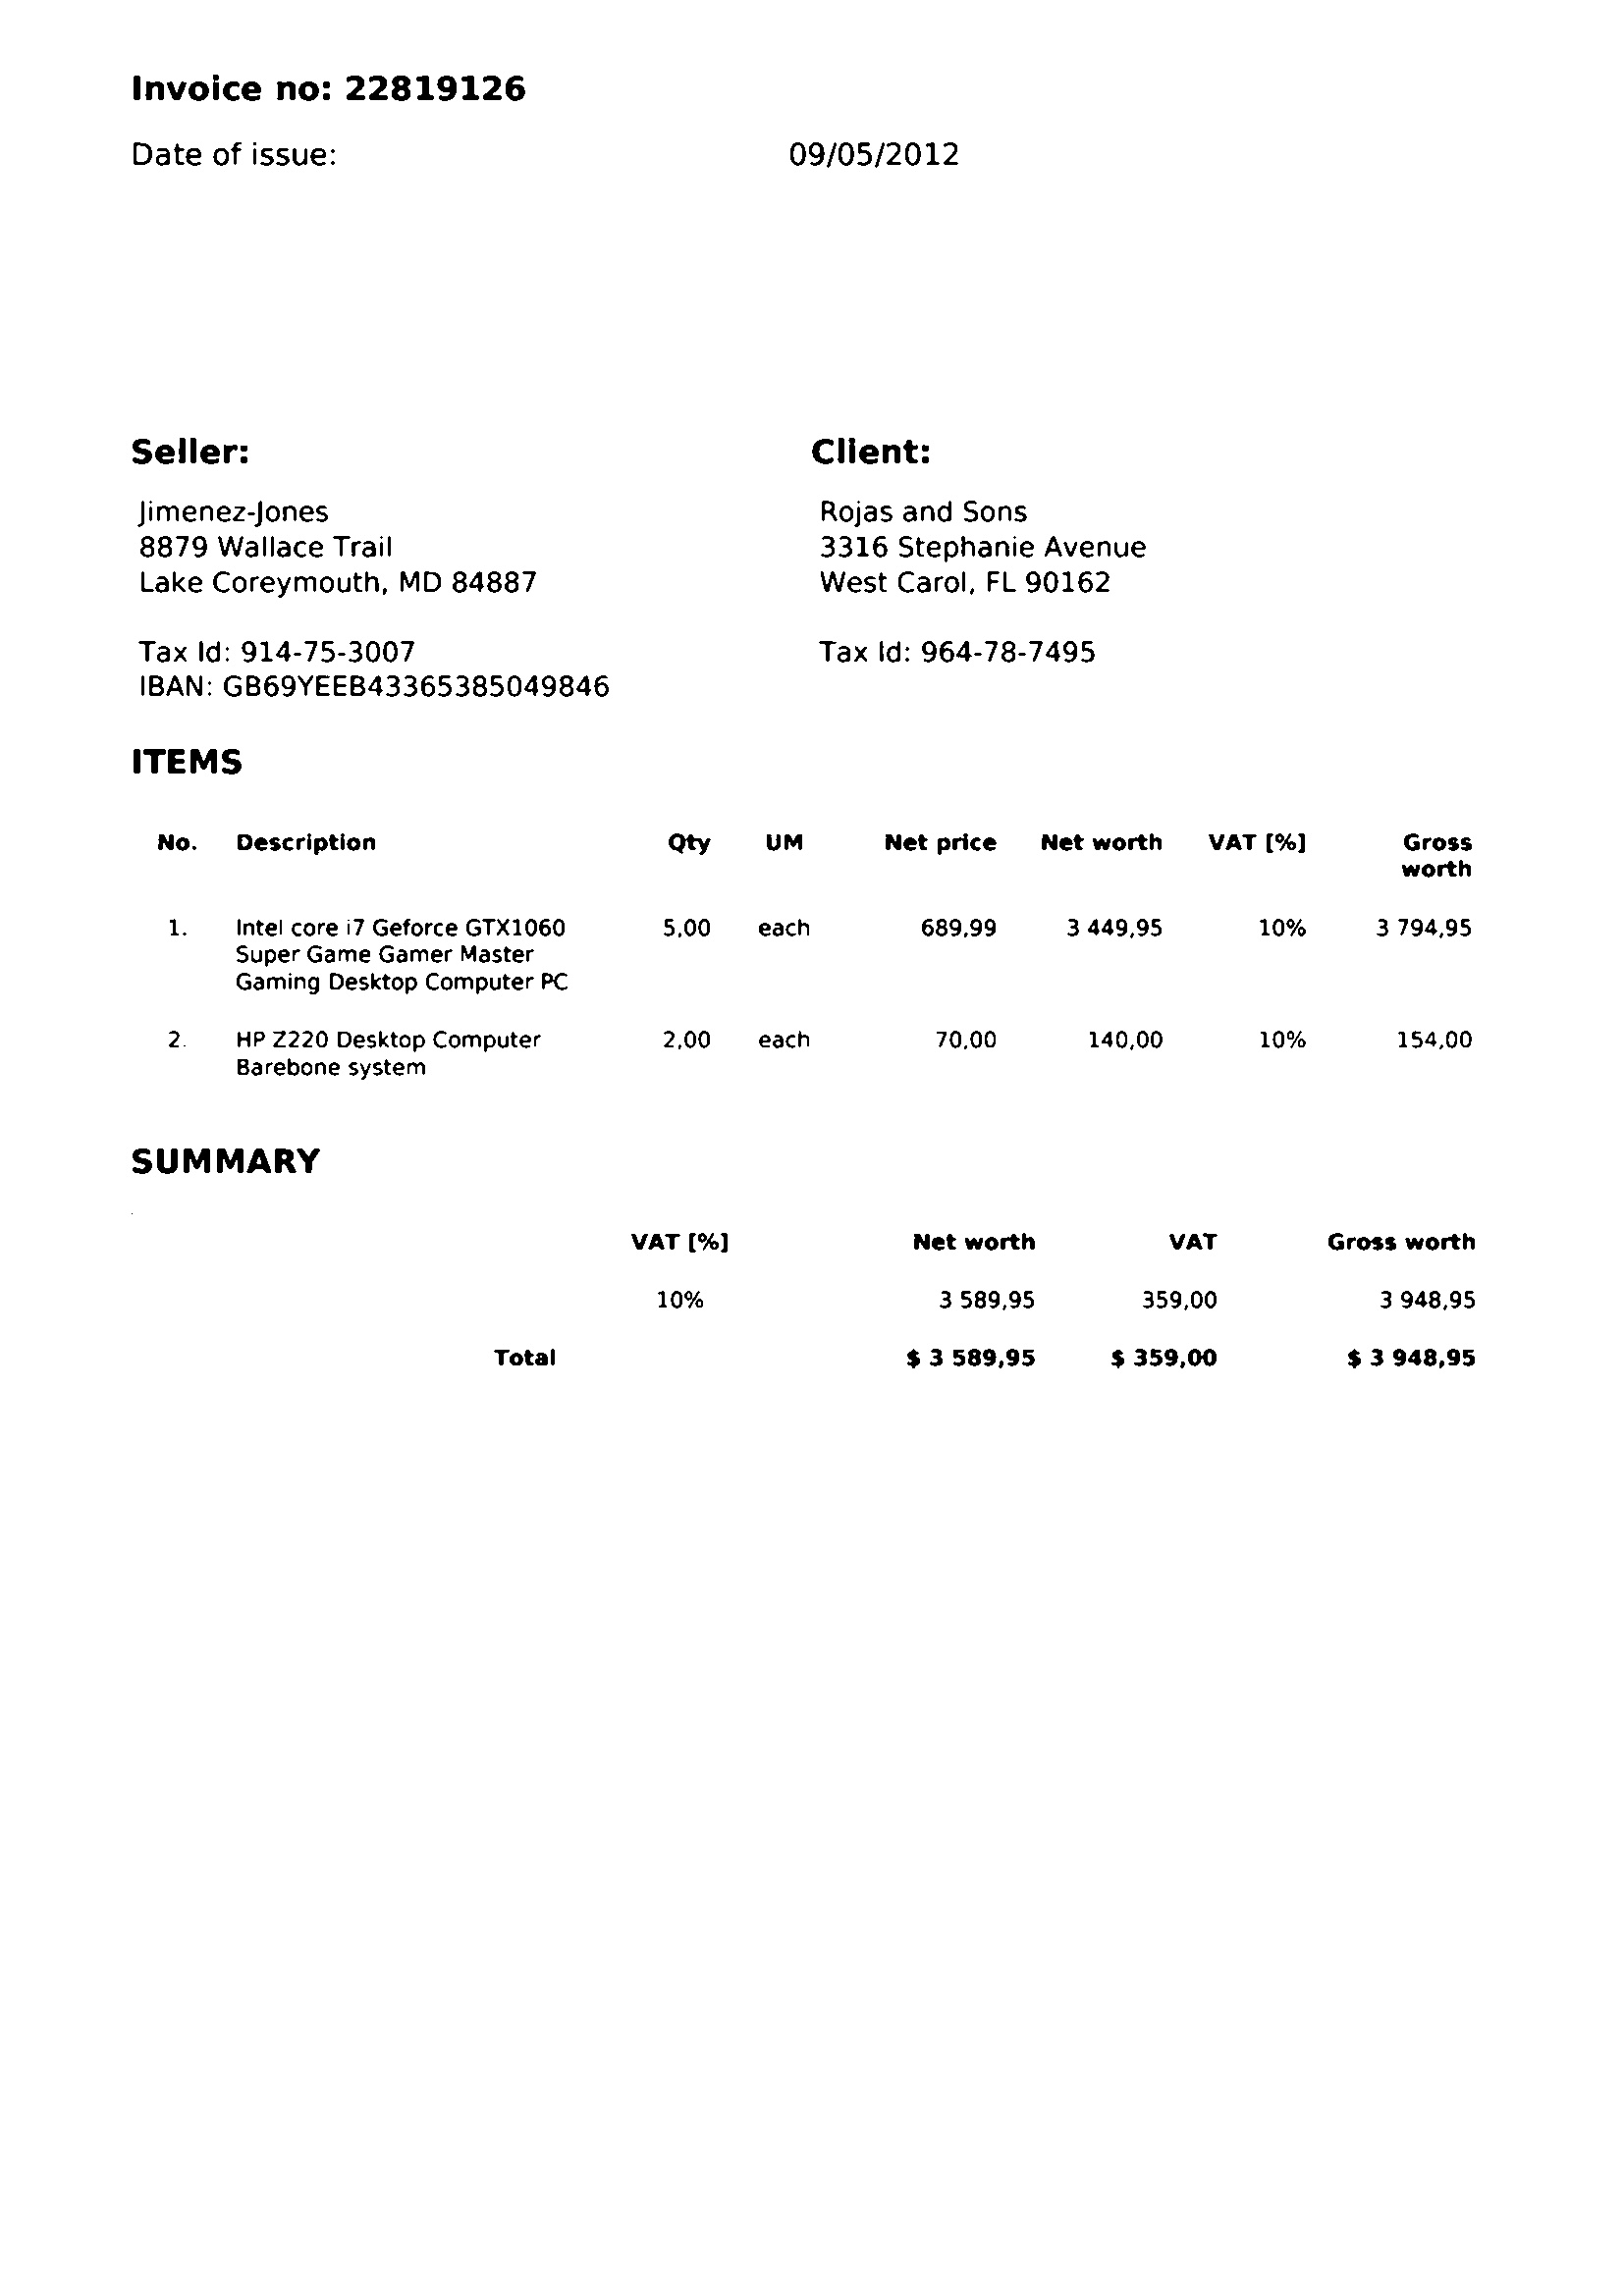 Invoice no: 22819126
Date of issue: 09/05/2012
Seller:
Jimenez-Jones
8879 Wallace Trail
Lake Coreymouth, MD 84887
Tax Id: 914-75-3007
IBAN: GB69YEEB43365385049846
Client:
Rojas and Sons
3316 Stephanie Avenue
West Carol, FL 90162
Tax Id: 964-78-7495
ITEMS
No. Description Qty UM Net price Net worth VAT [%] Gross
worth
1. Intel core i7 Geforce GTX1060 5,00 each 689,99 3 449,95 10% 3 794,95
Super Game Gamer Master
Gaming Desktop Computer PC
2. HP Z220 Desktop Computer 2,00 each 70,00 140,00 10% 154,00
Barebone system
SUMMARY
VAT [%] Net worth VAT Gross worth
10% 3 589,95 359,00 3 948,95
Total $ 3 589,95 $ 359,00 $ 3 948,95